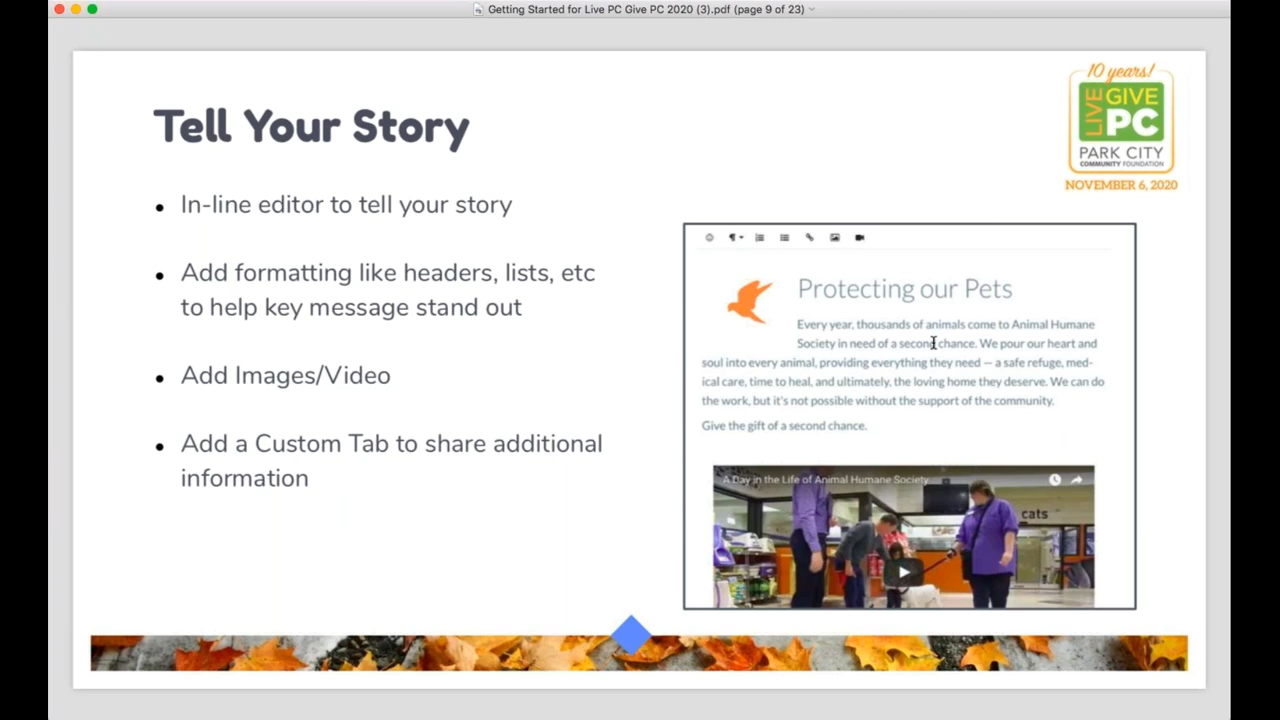 Getting Started for Live PC Give PC 2020 (3).pdf (page 9 of 23)
10 years!
LIVE
GIVE
PC
PARK CITY
COMMUNITY FOUNDATION
NOVEMBER 6, 2020
Tell Your Story
• In-line editor to tell your story
• Add formatting like headers, lists, etc
to help key message stand out
• Add Images/Video
• Add a Custom Tab to share additional
information
Protecting our Pets
Every year, thousands of animals come to Animal Humane
Society in need of a second chance. We pour our heart and
soul into every animal, providing everything they need — a safe refuge, med-
ical care, time to heal, and ultimately, the loving home they deserve. We can do
the work, but it's not possible without the support of the community.
Give the gift of a second chance.
A Day in the Life of Animal Humane Society
cats